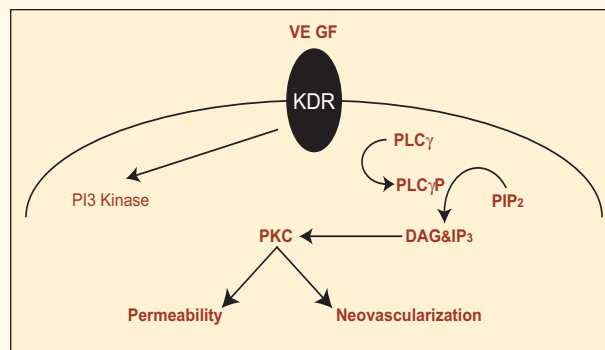 VE GF
KDR
PLCγ
PI3 Kinase
PLCγP
PIP₂
PKC
DAG&IP₃
Permeability
Neovascularization